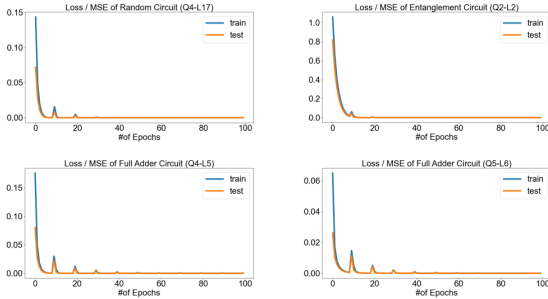 Loss / MSE of Random Circuit (Q4-L17)
0.15
0.10
0.05
0.00
train
test
0 20 40 60 80 100
#of Epochs
Loss / MSE of Entanglement Circuit (Q2-L2)
1.0
0.8
0.6
0.4
0.2
0.0
train
test
0 20 40 60 80 100
#of Epochs
Loss / MSE of Full Adder Circuit (Q4-L5)
0.15
0.10
0.05
0.00
train
test
0 20 40 60 80 100
#of Epochs
Loss / MSE of Full Adder Circuit (Q5-L6)
0.06
0.04
0.02
0.00
train
test
0 20 40 60 80 100
#of Epochs